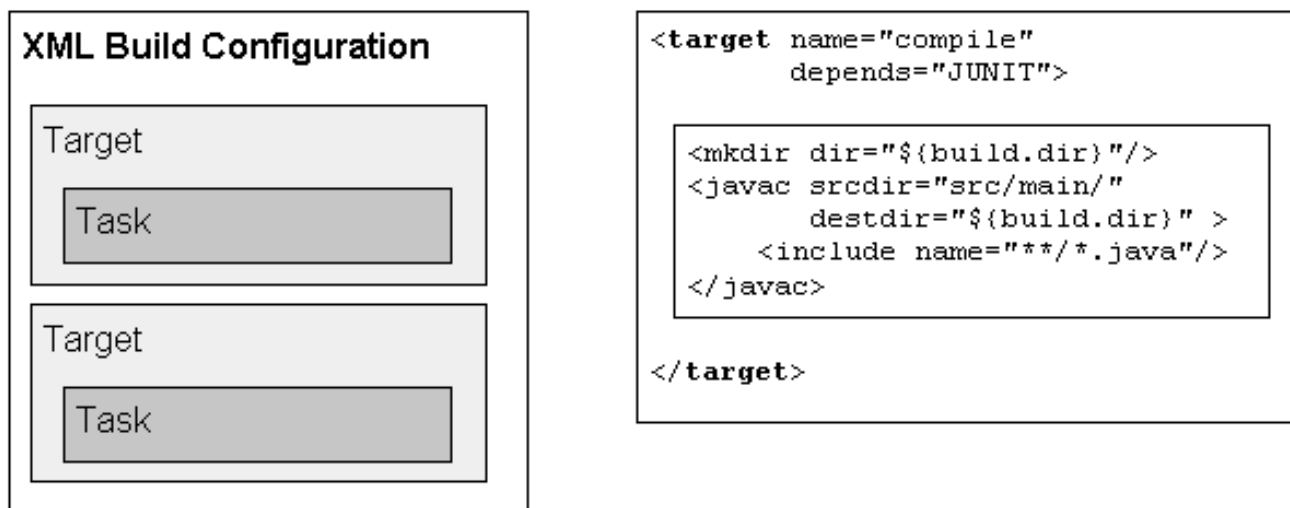 XML Build Configuration
Target
Task
Target
Task
<target name="compile"
depends="JUNIT">
<mkdir dir="${build.dir}"/>
<javac srcdir="src/main/"
destdir="${build.dir}" >
<include name="**/*.java"/>
</javac>
</target>